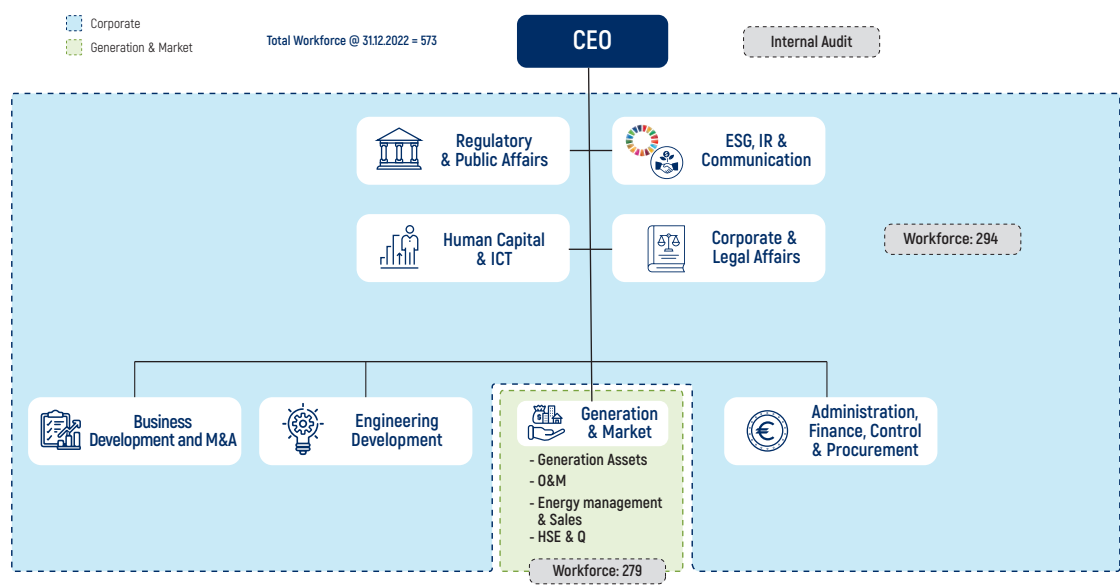 Corporate
Generation & Market
Total Workforce @ 31.12.2022 = 573
CEO
Internal Audit
Regulatory
& Public Affairs
ESG, IR &
Communication
Human Capital
& ICT
Corporate &
Legal Affairs
Workforce: 294
Business
Development and M&A
Engineering
Development
Generation
& Market
- Generation Assets
- O&M
- Energy management
& Sales
- HSE & Q
Workforce: 279
Administration,
Finance, Control
& Procurement